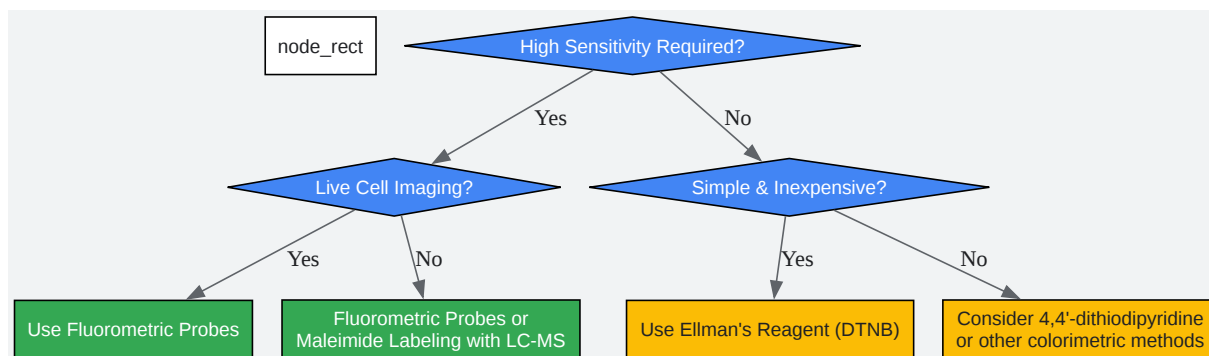 node_rect
High Sensitivity Required?
Yes
No
Live Cell Imaging?
Simple & Inexpensive?
Yes
No
Yes
No
Use Fluorometric Probes
Fluorometric Probes or
Maleimide Labeling with LC-MS
Use Ellman's Reagent (DTNB)
Consider 4,4'-dithiodipyridine
or other colorimetric methods